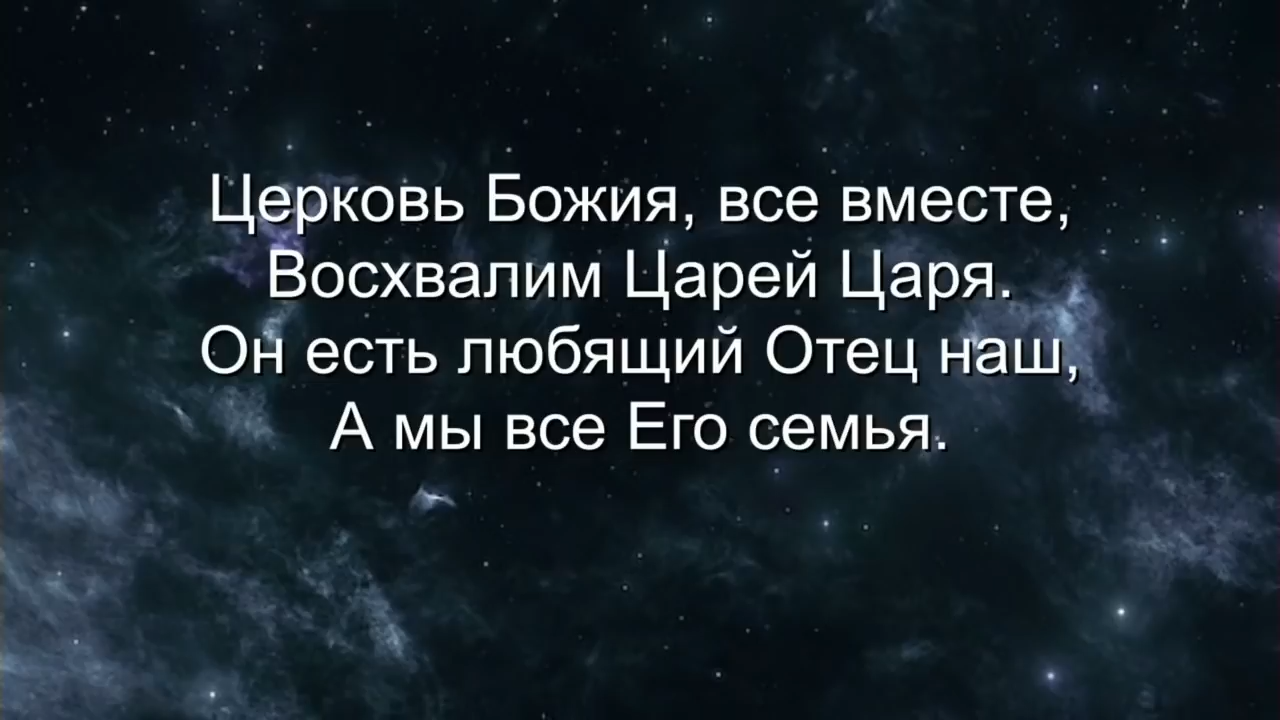 Церковь Божия, все вместе,
Восхвалим Царей Царя.
Он есть любящий Отец наш,
А мы все Его семья.